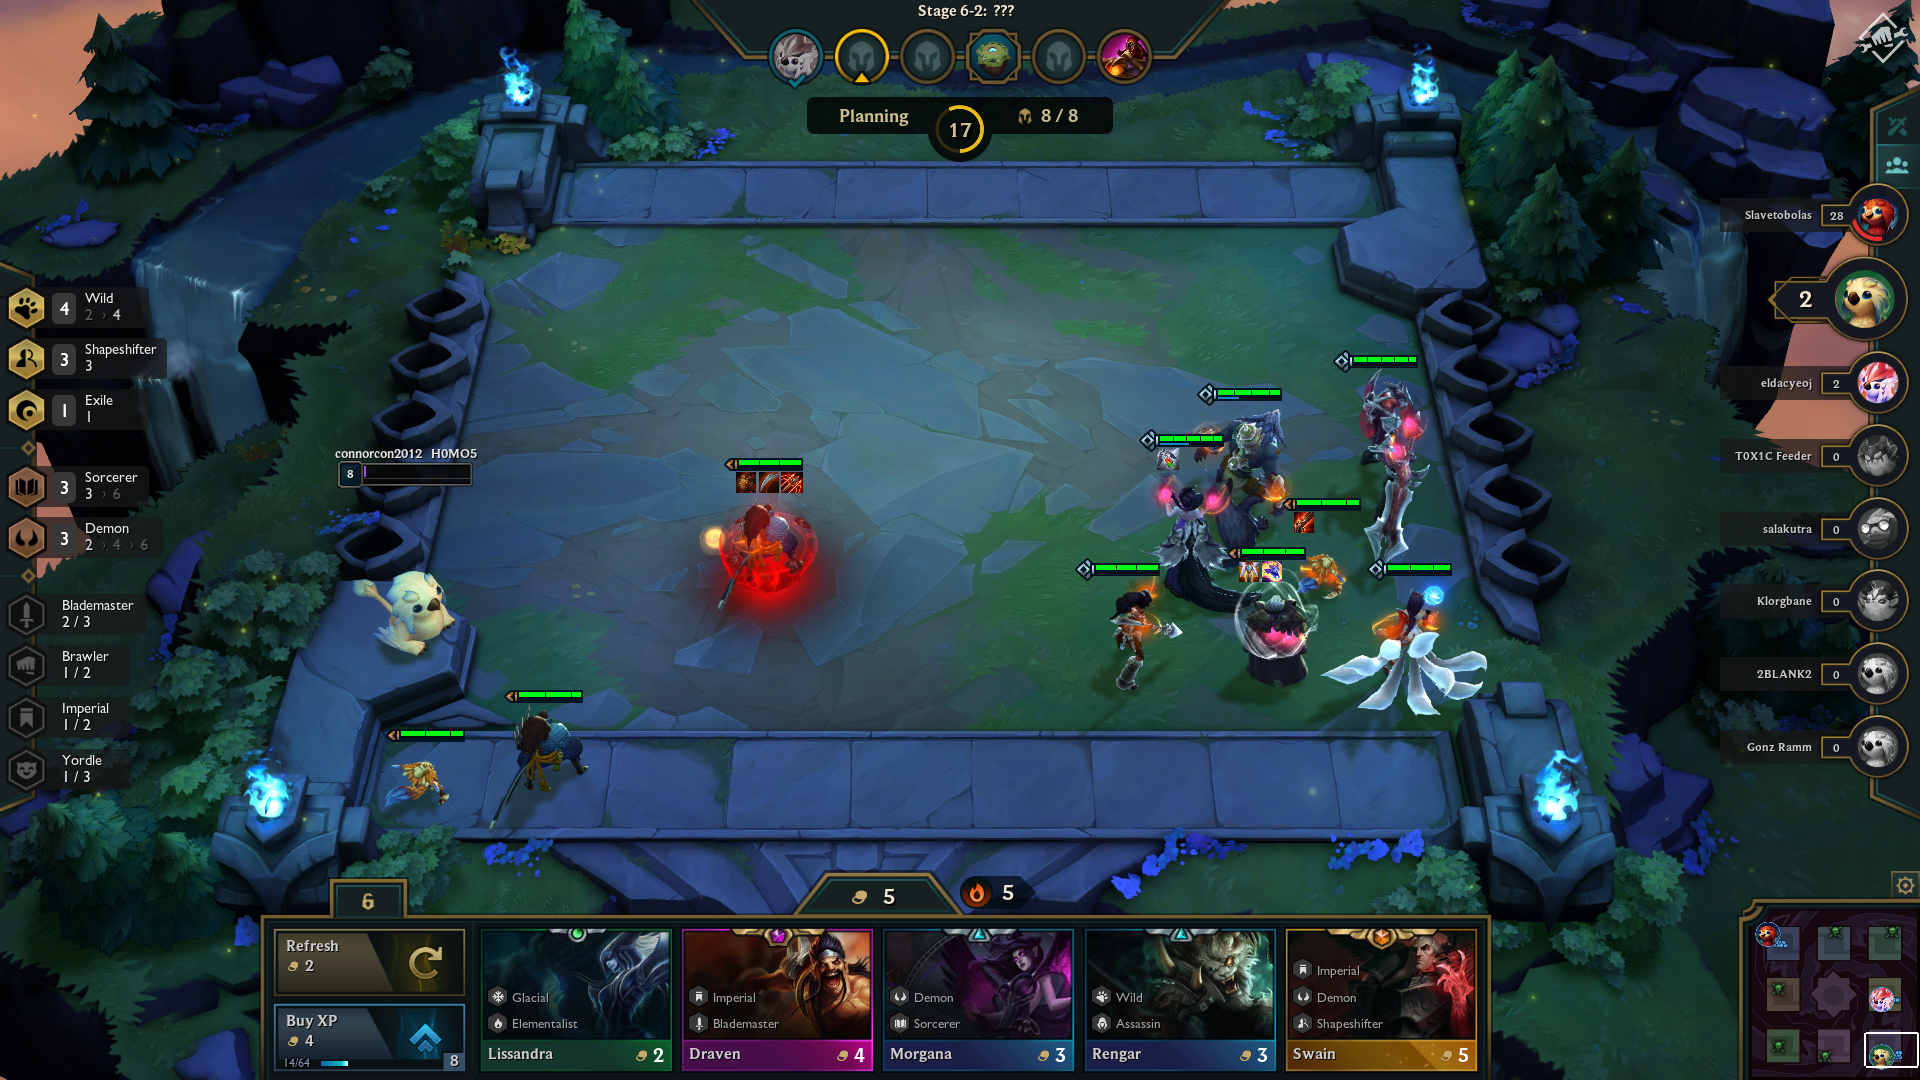 Stage 6-2: ???
Planning
17
8 / 8
Slavetobolas
28
2
eldacyeoj
2
T0X1C Feeder
0
salakutra
0
Klorgbane
0
2BLANK2
0
Gonz Ramm
0
4
Wild
2 › 4
3
Shapeshifter
3
1
Exile
1
3
Sorcerer
3 › 6
3
Demon
2 › 4 › 6
Blademaster
2 / 3
Brawler
1 / 2
Imperial
1 / 2
Yordle
1 / 3
connorcon2012 H0MO5
8
6
5
5
Refresh
2
Buy XP
4
14/64
8
Glacial
Elementalist
Lissandra
2
Imperial
Blademaster
Draven
4
Demon
Sorcerer
Morgana
3
Wild
Assassin
Rengar
3
Imperial
Demon
Shapeshifter
Swain
5